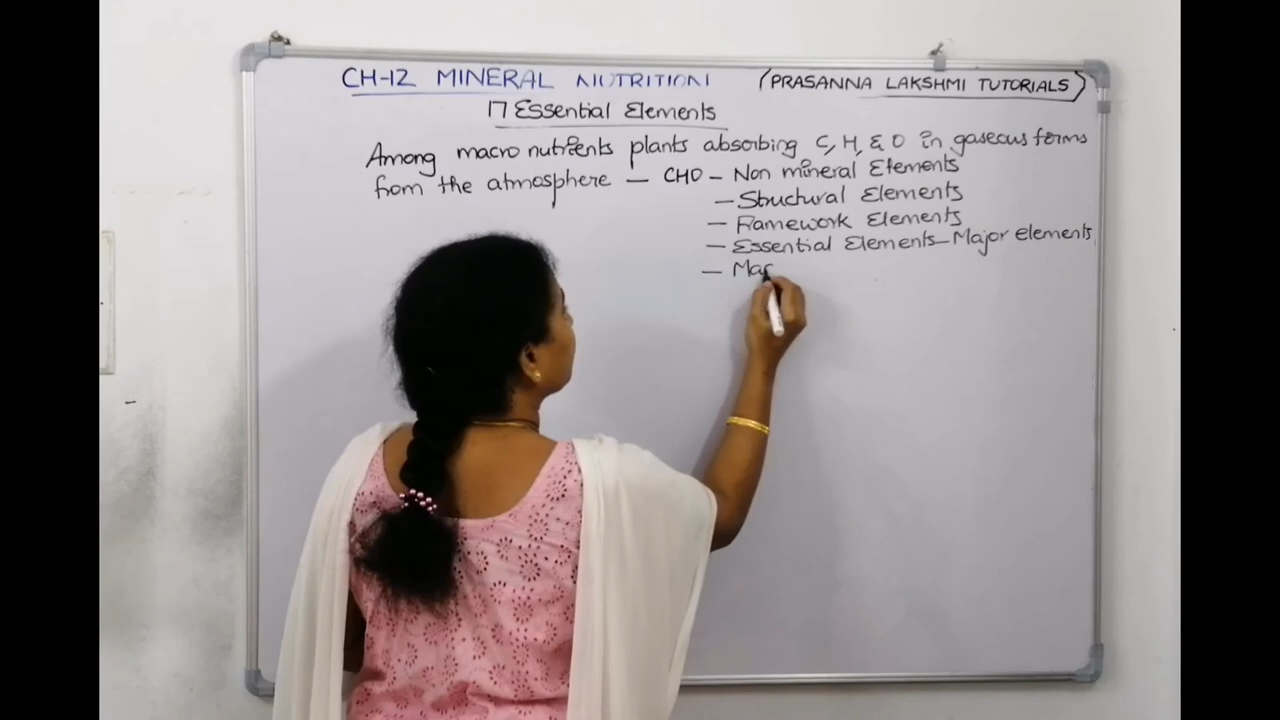 CH-12 MINERAL NUTRITION (PRASANNA LAKSHMI TUTORIALS)
17 Essential Elements
Among macro nutrients plants absorbing C, H, & O in gaseous forms
from the atmosphere — CHO – Non mineral Elements
– Structural Elements
– Framework Elements
– Essential Elements – Major elements
– Mac